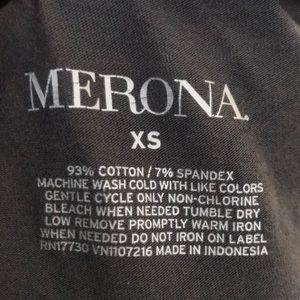 MERONA.
XS
93% COTTON / 7% SPANDEX
MACHINE WASH COLD WITH LIKE COLORS
GENTLE CYCLE ONLY NON-CHLORINE
BLEACH WHEN NEEDED TUMBLE DRY
LOW REMOVE PROMPTLY WARM IRON
WHEN NEEDED DO NOT IRON ON LABEL
RN17730 VN1107216 MADE IN INDONESIA